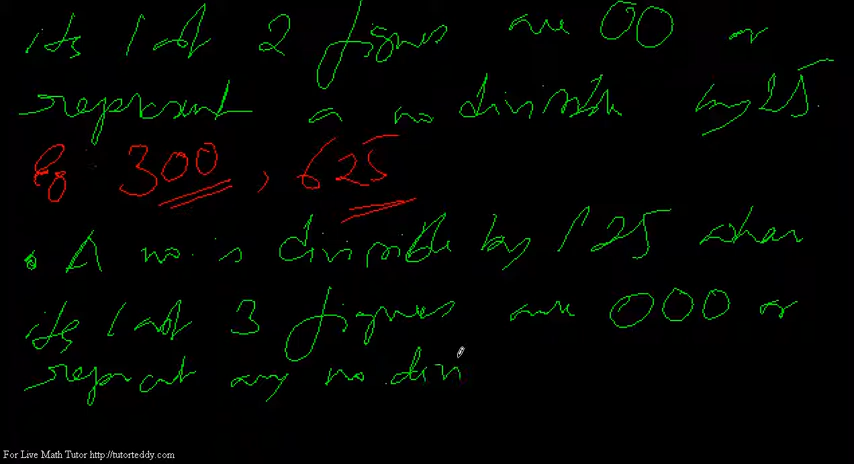 its last 2 figures are 00 or
represent a no divisible by 25.
Eg: 300, 625
• A no. is divisible by 125 when
its last 3 figures are 000 or
represent any no. divi
For Live Math Tutor http://tutorteddy.com